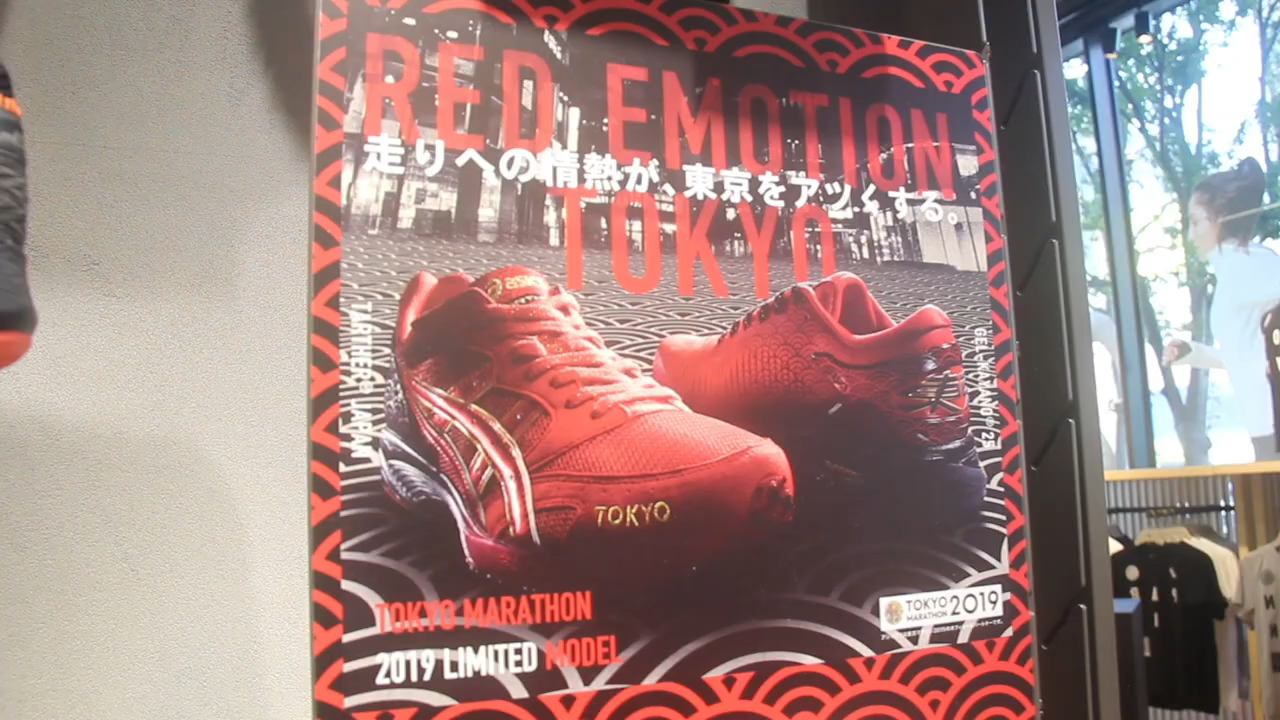 RED EMOTION
走りへの情熱が、東京をアツくする。
TOKYO
asics
TARTHER® JAPAN
GEL-KAYANO® 25
TOKYO
TOKYO MARATHON
2019 LIMITED MODEL
TOKYO MARATHON 2019